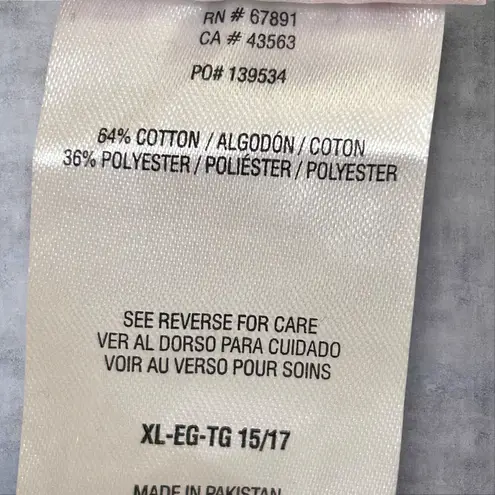 RN # 67891
CA # 43563
PO# 139534
64% COTTON / ALGODÓN / COTON
36% POLYESTER / POLIÉSTER / POLYESTER
SEE REVERSE FOR CARE
VER AL DORSO PARA CUIDADO
VOIR AU VERSO POUR SOINS
XL-EG-TG 15/17
MADE IN PAKISTAN